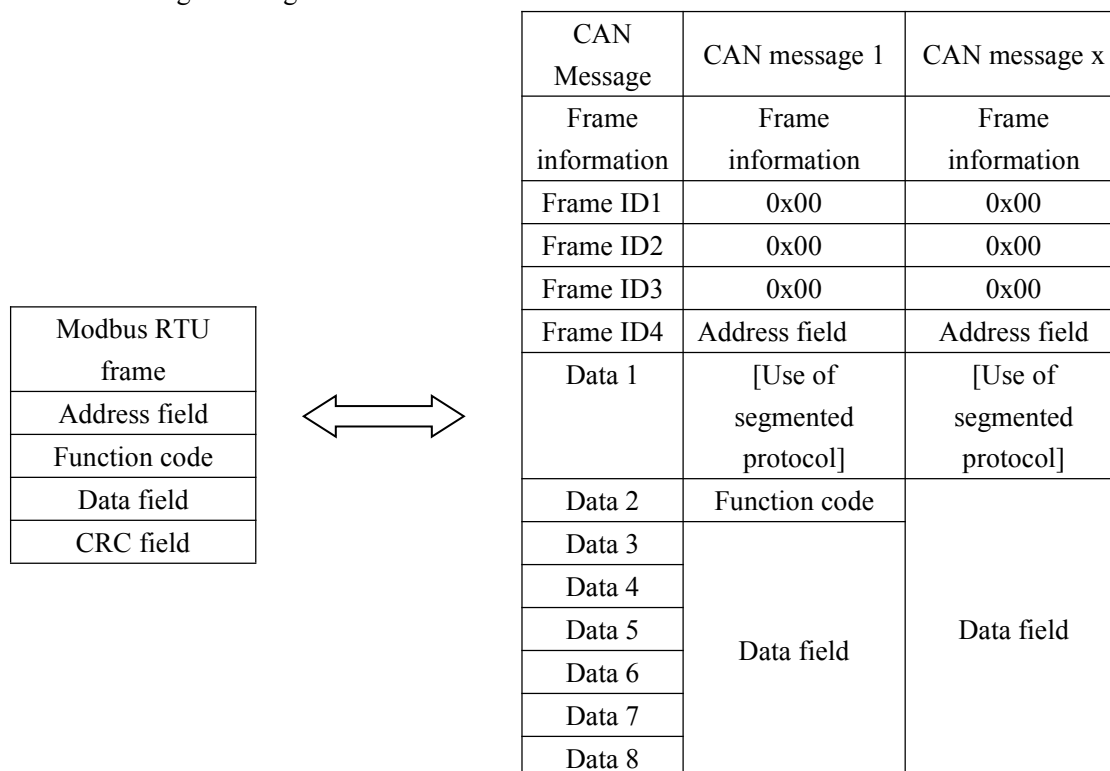 CAN
Message
CAN message 1
CAN message x
Frame
information
Frame
information
Frame
information
Frame ID1
0x00
0x00
Frame ID2
0x00
0x00
Frame ID3
0x00
0x00
Frame ID4
Address field
Address field
Data 1
[Use of
segmented
protocol]
[Use of
segmented
protocol]
Data 2
Function code
Data field
Data 3
Data field
Data 4
Data 5
Data 6
Data 7
Data 8
Modbus RTU
frame
Address field
Function code
Data field
CRC field